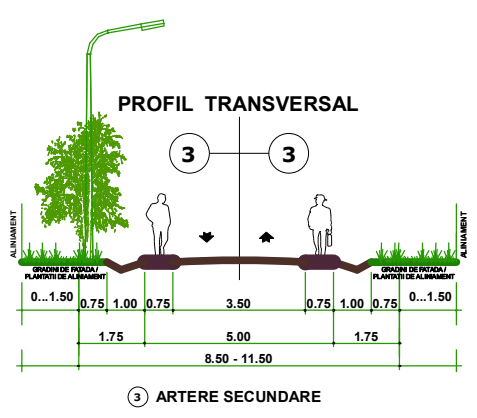 PROFIL TRANSVERSAL
3 3
ALINIAMENT
ALINIAMENT
GRADINI DE FATADA /
PLANTATII DE ALINIAMENT
GRADINI DE FATADA /
PLANTATII DE ALINIAMENT
0...1.50 0.75 1.00 0.75 3.50 0.75 1.00 0.75 0...1.50
1.75 5.00 1.75
8.50 - 11.50
3 ARTERE SECUNDARE